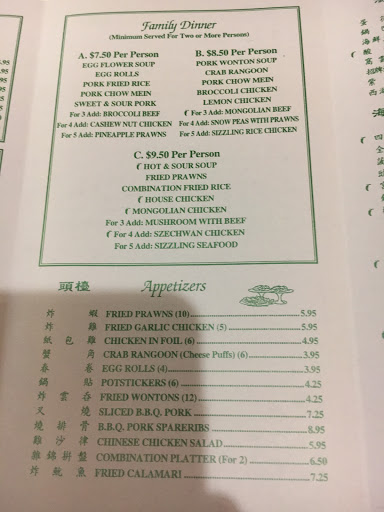 Family Dinner
(Minimum Served For Two or More Persons)
A. $7.50 Per Person
EGG FLOWER SOUP
EGG ROLLS
PORK FRIED RICE
PORK CHOW MEIN
SWEET & SOUR PORK
For 3 Add: BROCCOLI BEEF
For 4 Add: CASHEW NUT CHICKEN
For 5 Add: PINEAPPLE PRAWNS
B. $8.50 Per Person
PORK WONTON SOUP
CRAB RANGOON
PORK CHOW MEIN
BROCCOLI CHICKEN
LEMON CHICKEN
For 3 Add: MONGOLIAN BEEF
For 4 Add: SNOW PEAS WITH PRAWNS
For 5 Add: SIZZLING RICE CHICKEN
C. $9.50 Per Person
HOT & SOUR SOUP
FRIED PRAWNS
COMBINATION FRIED RICE
HOUSE CHICKEN
MONGOLIAN CHICKEN
For 3 Add: MUSHROOM WITH BEEF
For 4 Add: SZECHWAN CHICKEN
For 5 Add: SIZZLING SEAFOOD
頭檯 Appetizers
炸蝦 FRIED PRAWNS (10) 5.95
炸雞 FRIED GARLIC CHICKEN (5) 5.95
紙包雞 CHICKEN IN FOIL (6) 4.95
蟹角 CRAB RANGOON (Cheese Puffs) (6) 3.95
春卷 EGG ROLLS (4) 3.95
鍋貼 POTSTICKERS (6) 4.25
炸雲吞 FRIED WONTONS (12) 4.25
叉燒 SLICED B.B.Q. PORK 7.25
燒排骨 B.B.Q. PORK SPARERIBS 8.95
雞沙律 CHINESE CHICKEN SALAD 5.95
雜錦拼盤 COMBINATION PLATTER (For 2) 6.50
炸魷魚 FRIED CALAMARI 7.25